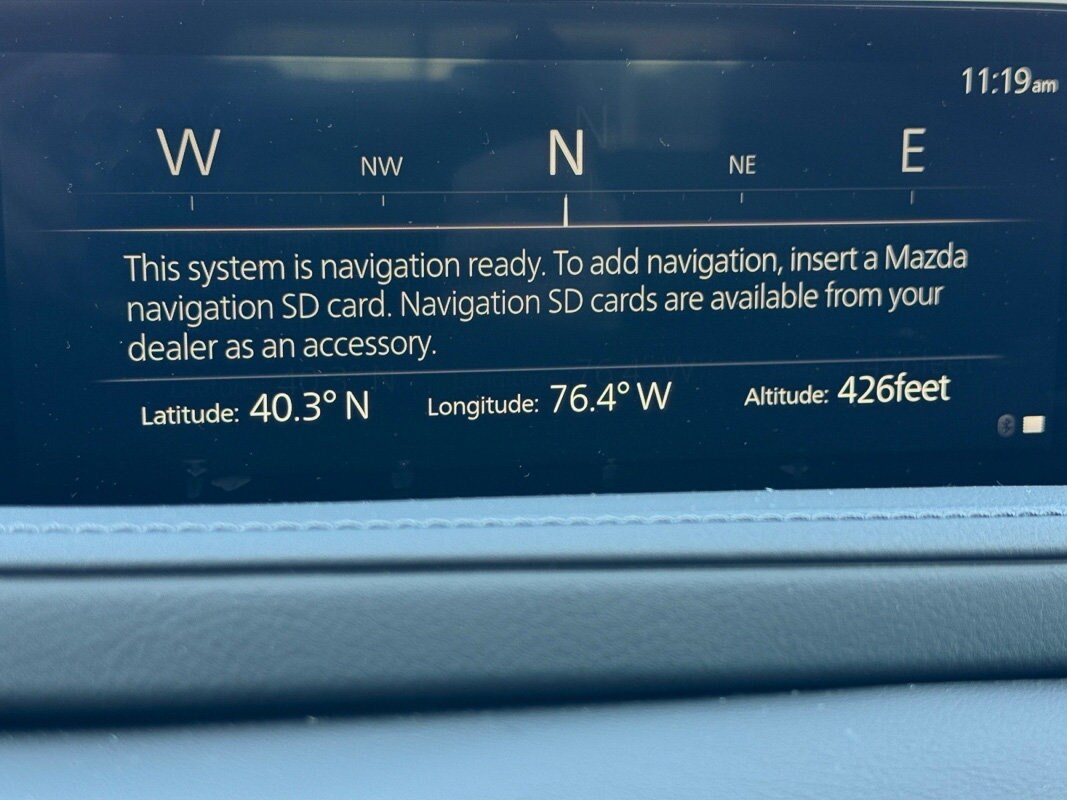 11:19am
W NW N NE E
This system is navigation ready. To add navigation, insert a Mazda
navigation SD card. Navigation SD cards are available from your
dealer as an accessory.
Latitude: 40.3° N Longitude: 76.4° W Altitude: 426feet